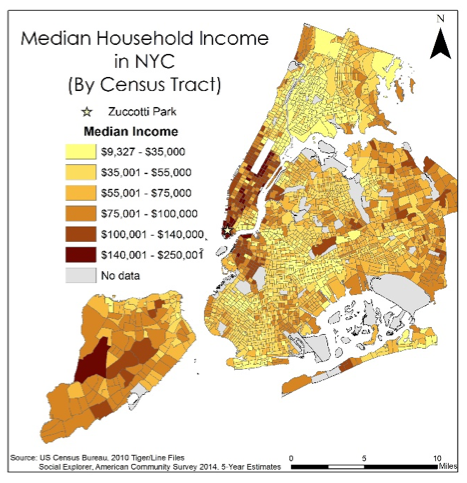 Median Household Income
in NYC
(By Census Tract)
Zuccotti Park
Median Income
$9,327 - $35,000
$35,001 - $55,000
$55,001 - $75,000
$75,001 - $100,000
$100,001 - $140,000
$140,001 - $250,001
No data
N
Source: US Census Bureau. 2010 Tiger/Line Files
Social Explorer, American Community Survey 2014. 5-Year Estimates
0 5 10
Miles